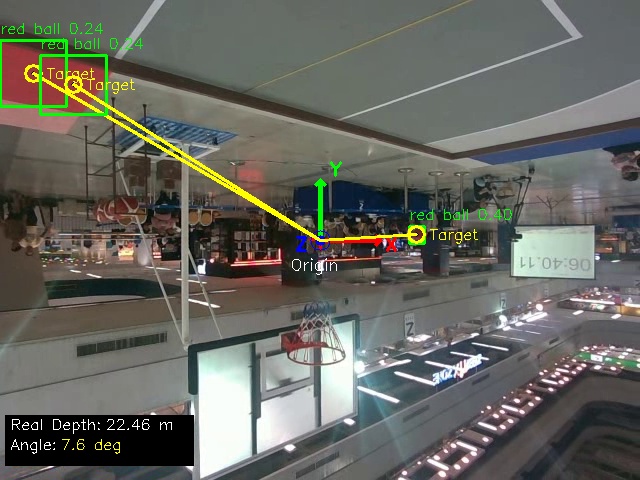 red ball 0.24
red ball 0.24
Target
Target
Y
red ball 0.40
Z
X
Target
Origin
06:40.11
Z
Real Depth: 22.46 m
Angle: 7.6 deg